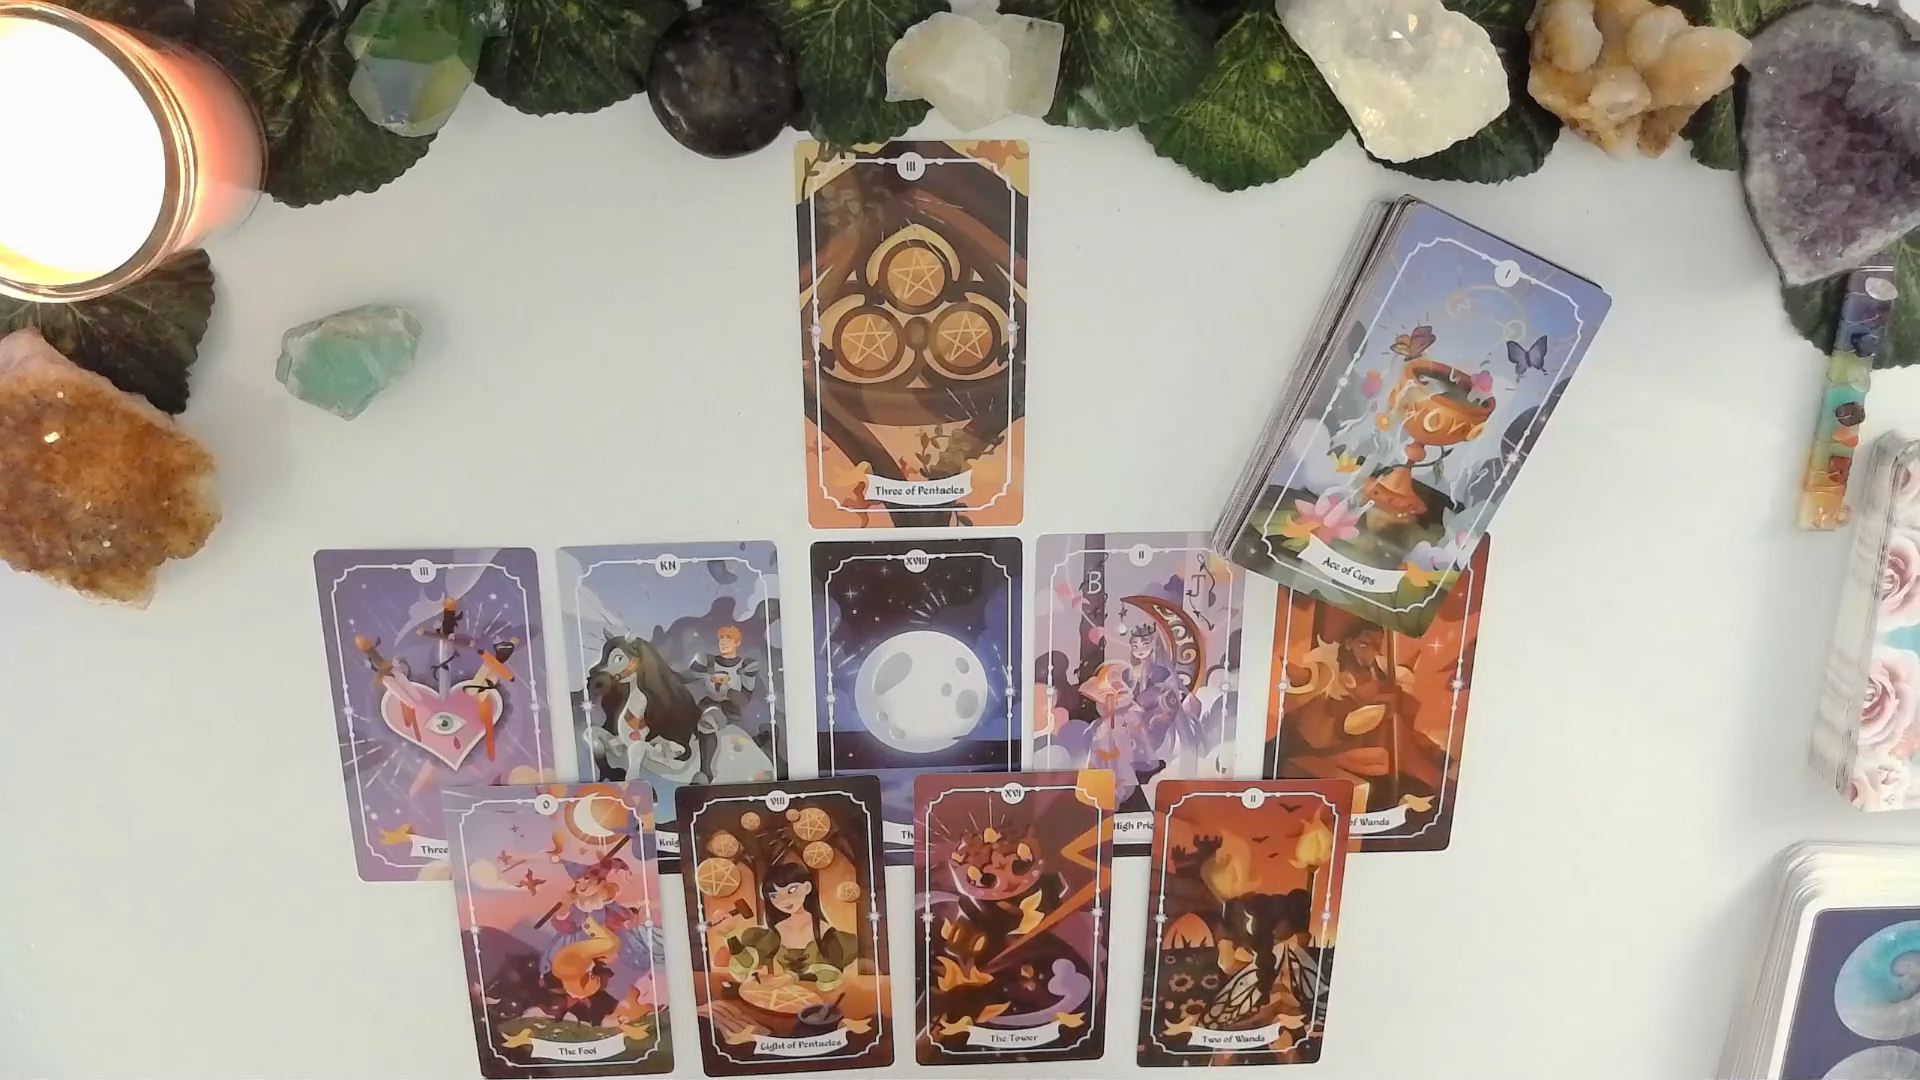 III
Three of Pentacles
I
Ace of Cups
III
Three
KN
Knig
XVIII
Th
II
B
J
High Prie
of Wands
0
The Fool
VIII
Eight of Pentacles
XVI
The Tower
II
Two of Wands